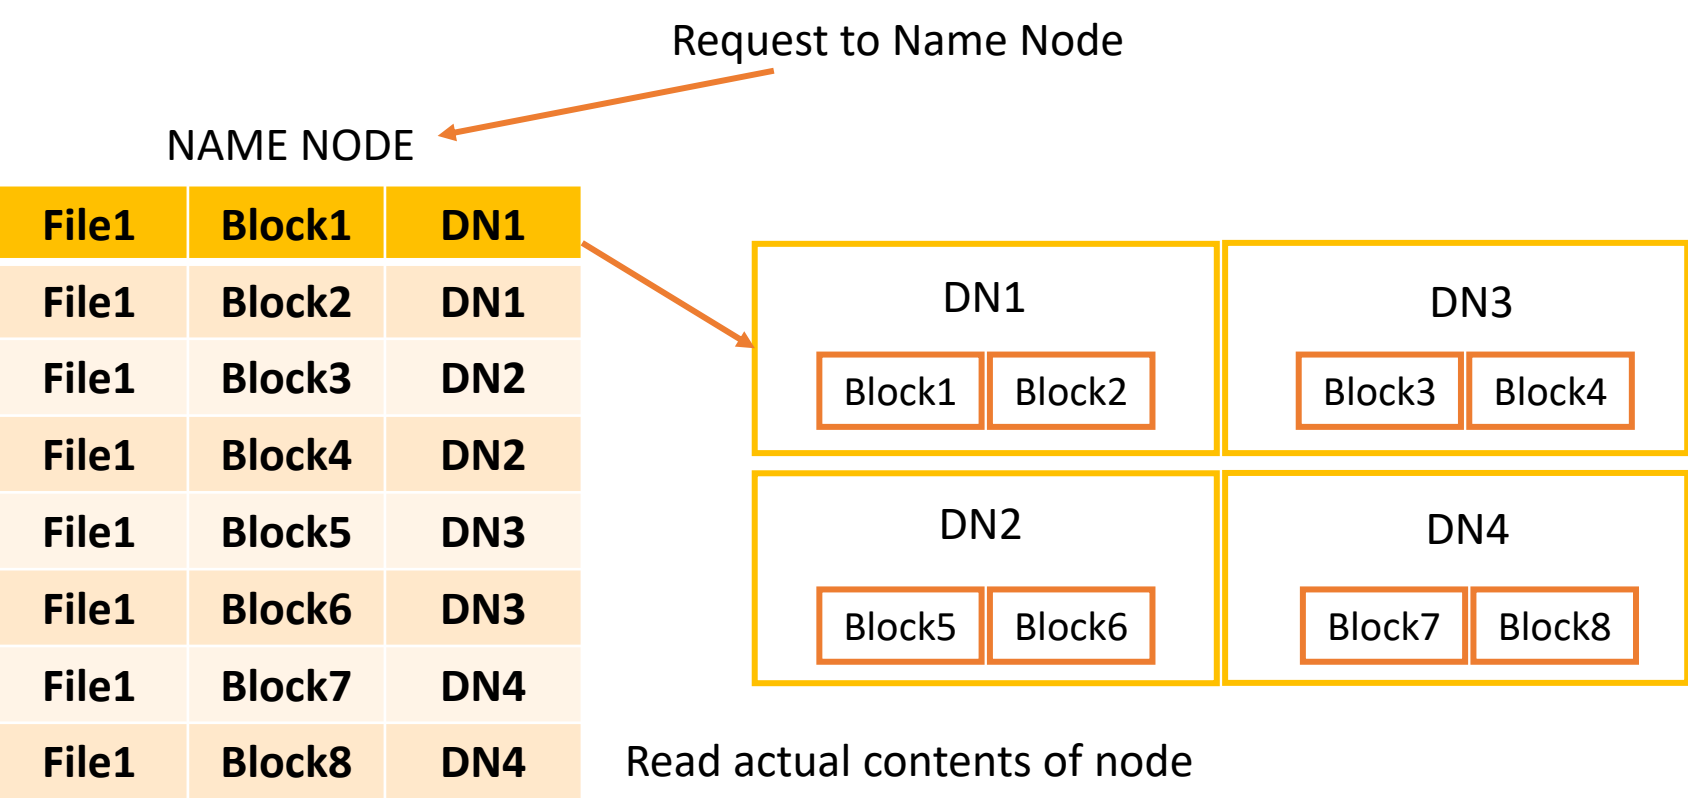 Request to Name Node
NAME NODE
File1 Block1 DN1
File1 Block2 DN1
File1 Block3 DN2
File1 Block4 DN2
File1 Block5 DN3
File1 Block6 DN3
File1 Block7 DN4
File1 Block8 DN4
DN1
Block1 Block2
DN3
Block3 Block4
DN2
Block5 Block6
DN4
Block7 Block8
Read actual contents of node